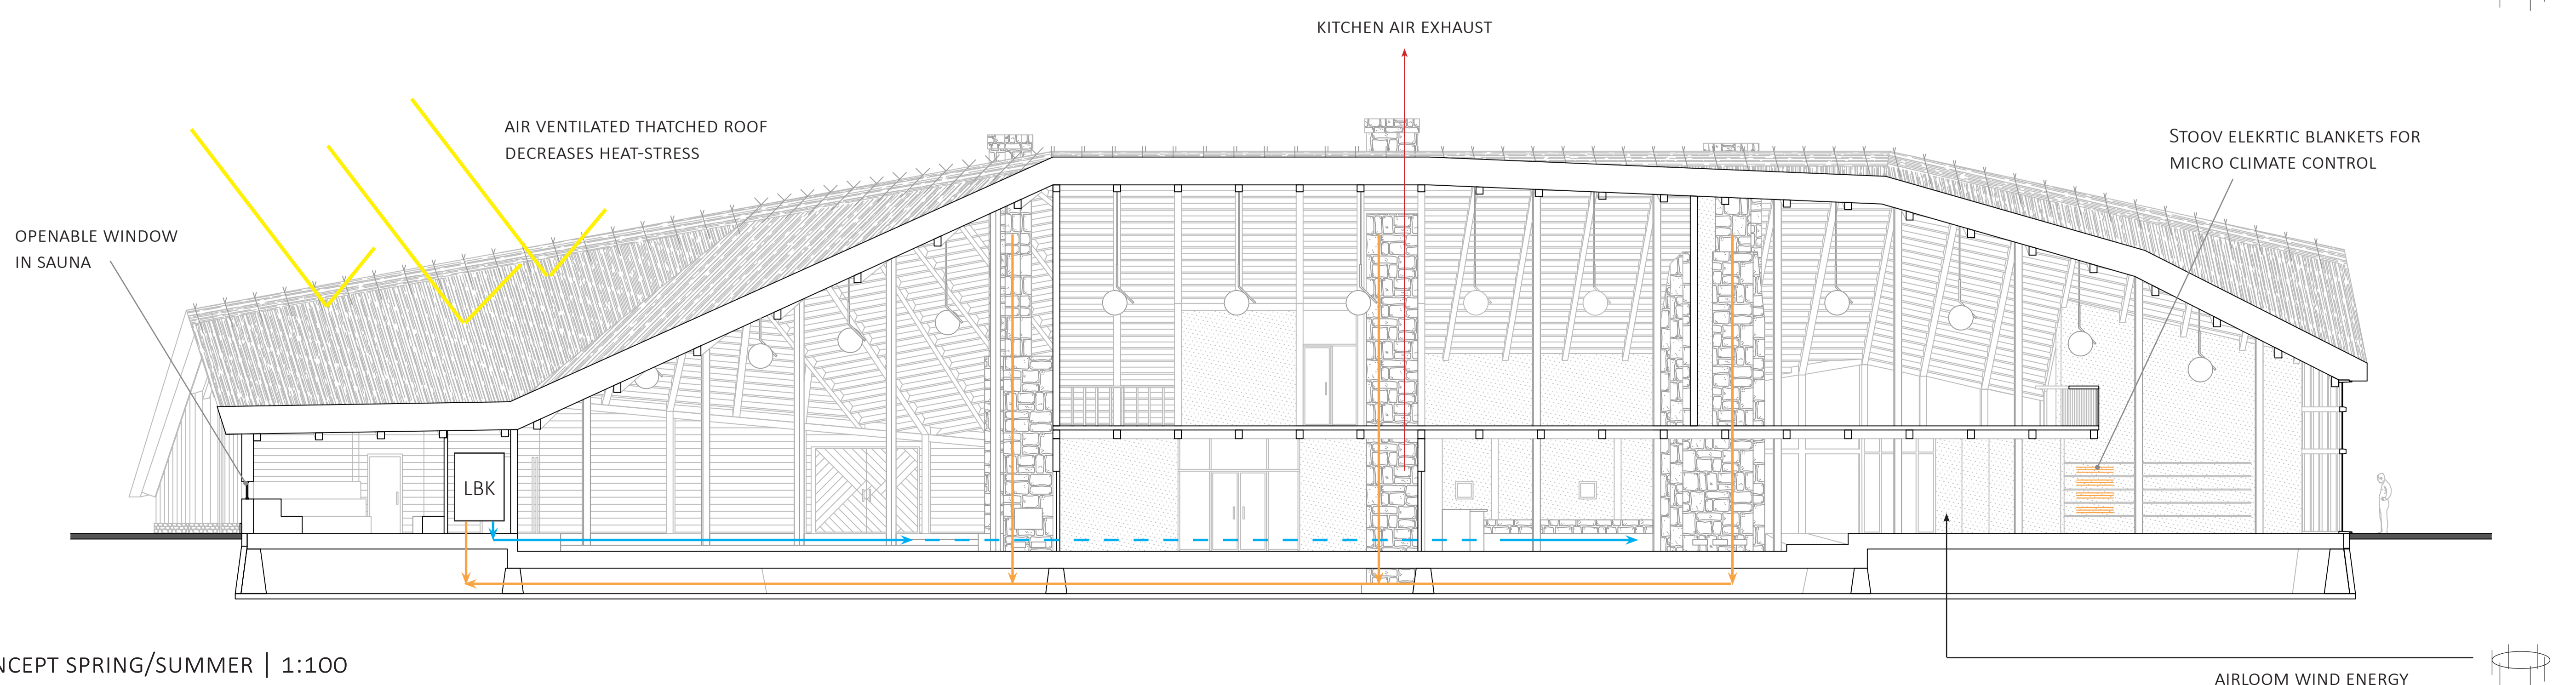 KITCHEN AIR EXHAUST
AIR VENTILATED THATCHED ROOF
DECREASES HEAT-STRESS
STOOV ELEKRTIC BLANKETS FOR
MICRO CLIMATE CONTROL
OPENABLE WINDOW
IN SAUNA
LBK
NCEPT SPRING/SUMMER | 1:100
AIRLOOM WIND ENERGY